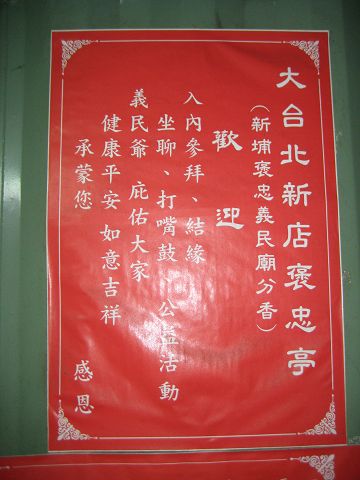 大台北新店褒忠亭
（新埔褒忠義民廟分香）
歡迎
入內參拜、結緣
坐聊、打嘴鼓 公益活動
義民爺 庇佑大家
健康平安 如意吉祥
承蒙您 感恩